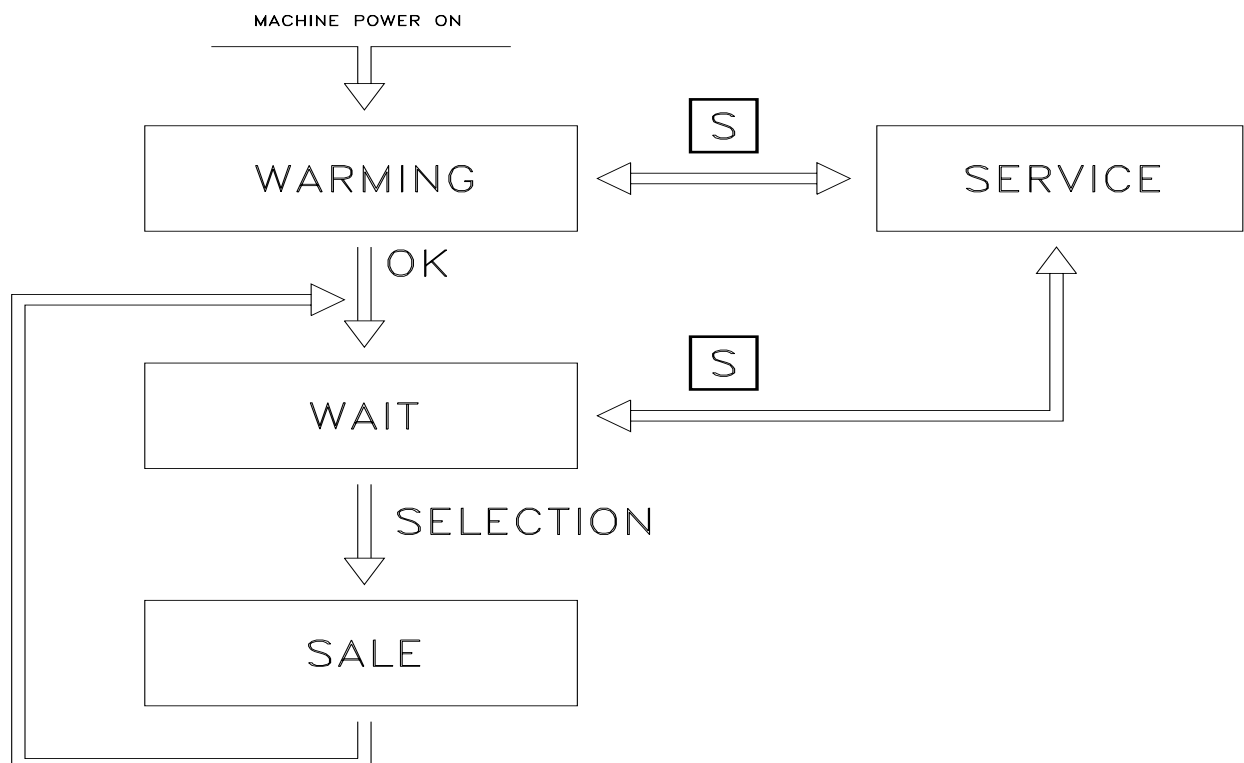 MACHINE POWER ON
S
WARMING
SERVICE
OK
S
WAIT
SELECTION
SALE